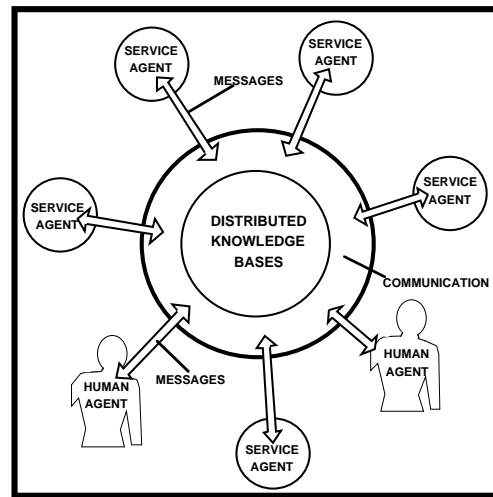 SERVICE
AGENT
SERVICE
AGENT
MESSAGES
SERVICE
AGENT
SERVICE
AGENT
DISTRIBUTED
KNOWLEDGE
BASES
COMMUNICATION
HUMAN
AGENT
HUMAN
AGENT
MESSAGES
SERVICE
AGENT